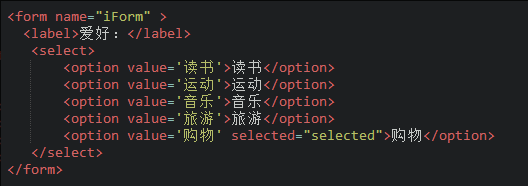 <form name="iForm" >
<label>爱好：</label>
<select>
<option value='读书'>读书</option>
<option value='运动'>运动</option>
<option value='音乐'>音乐</option>
<option value='旅游'>旅游</option>
<option value='购物' selected="selected">购物</option>
</select>
</form>